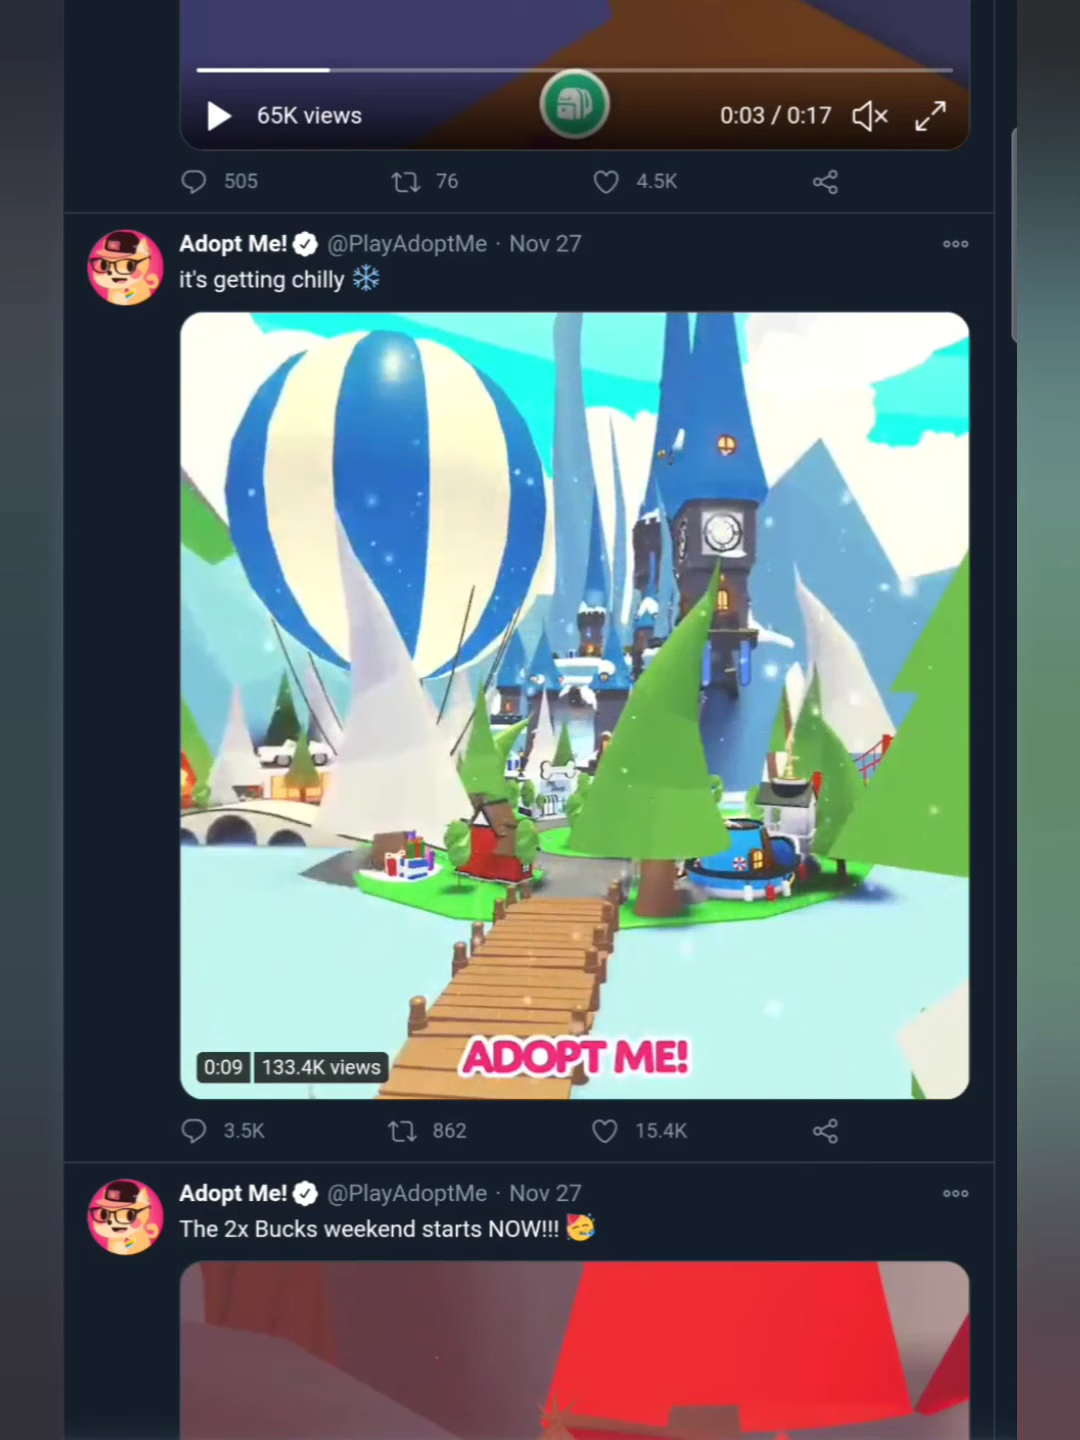 65K views
0:03 / 0:17
505
76
4.5K
Adopt Me! @PlayAdoptMe · Nov 27
it's getting chilly ❄️
0:09
133.4K views
ADOPT ME!
3.5K
862
15.4K
Adopt Me! @PlayAdoptMe · Nov 27
The 2x Bucks weekend starts NOW!!! 🥳